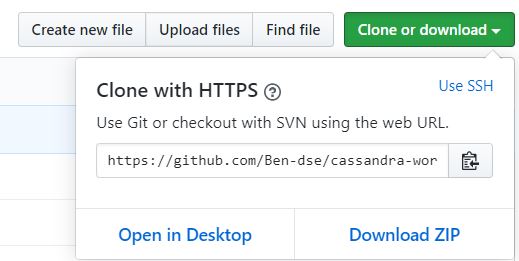 Create new file Upload files Find file Clone or download
Clone with HTTPS ? Use SSH
Use Git or checkout with SVN using the web URL.
https://github.com/Ben-dse/cassandra-wor
Open in Desktop Download ZIP